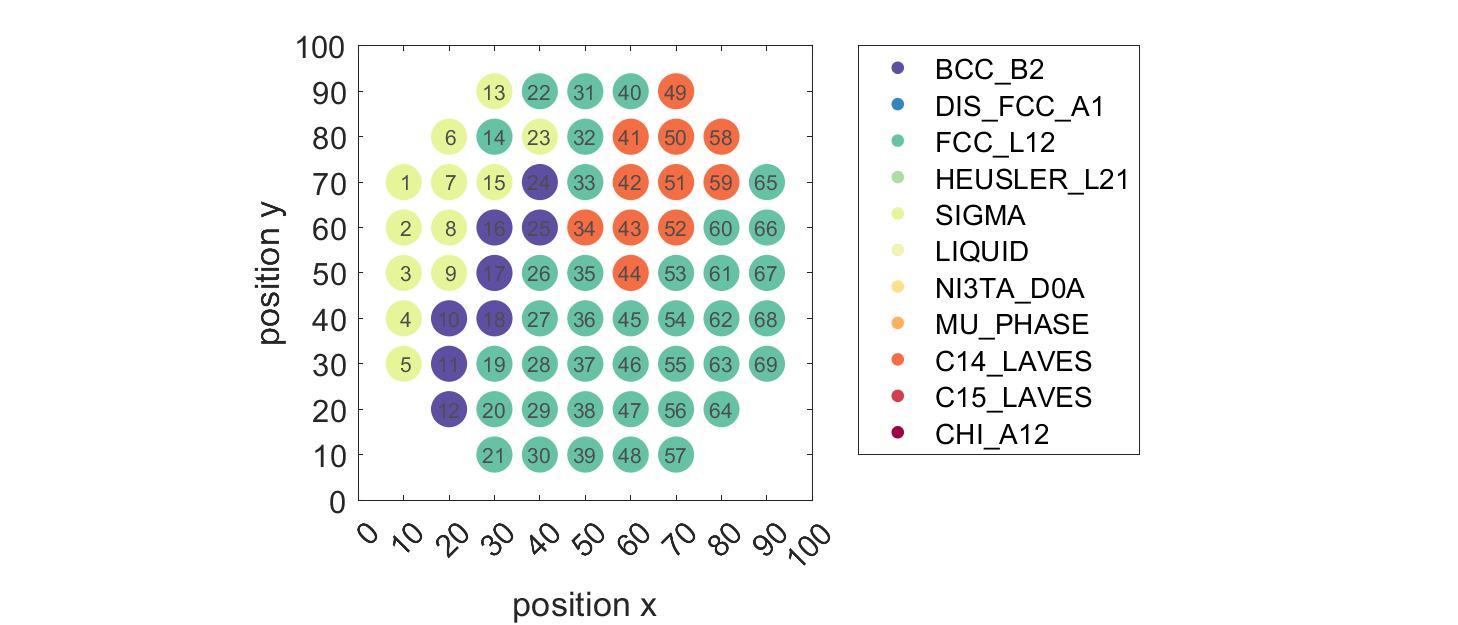 100
90
80
70
60
50
40
30
20
10
0
position y
13 22 31 40 49
6 14 23 32 41 50 58
1 7 15 24 33 42 51 59 65
2 8 16 25 34 43 52 60 66
3 9 17 26 35 44 53 61 67
4 10 18 27 36 45 54 62 68
5 11 19 28 37 46 55 63 69
12 20 29 38 47 56 64
21 30 39 48 57
0 10 20 30 40 50 60 70 80 90 100
position x
BCC_B2
DIS_FCC_A1
FCC_L12
HEUSLER_L21
SIGMA
LIQUID
NI3TA_D0A
MU_PHASE
C14_LAVES
C15_LAVES
CHI_A12